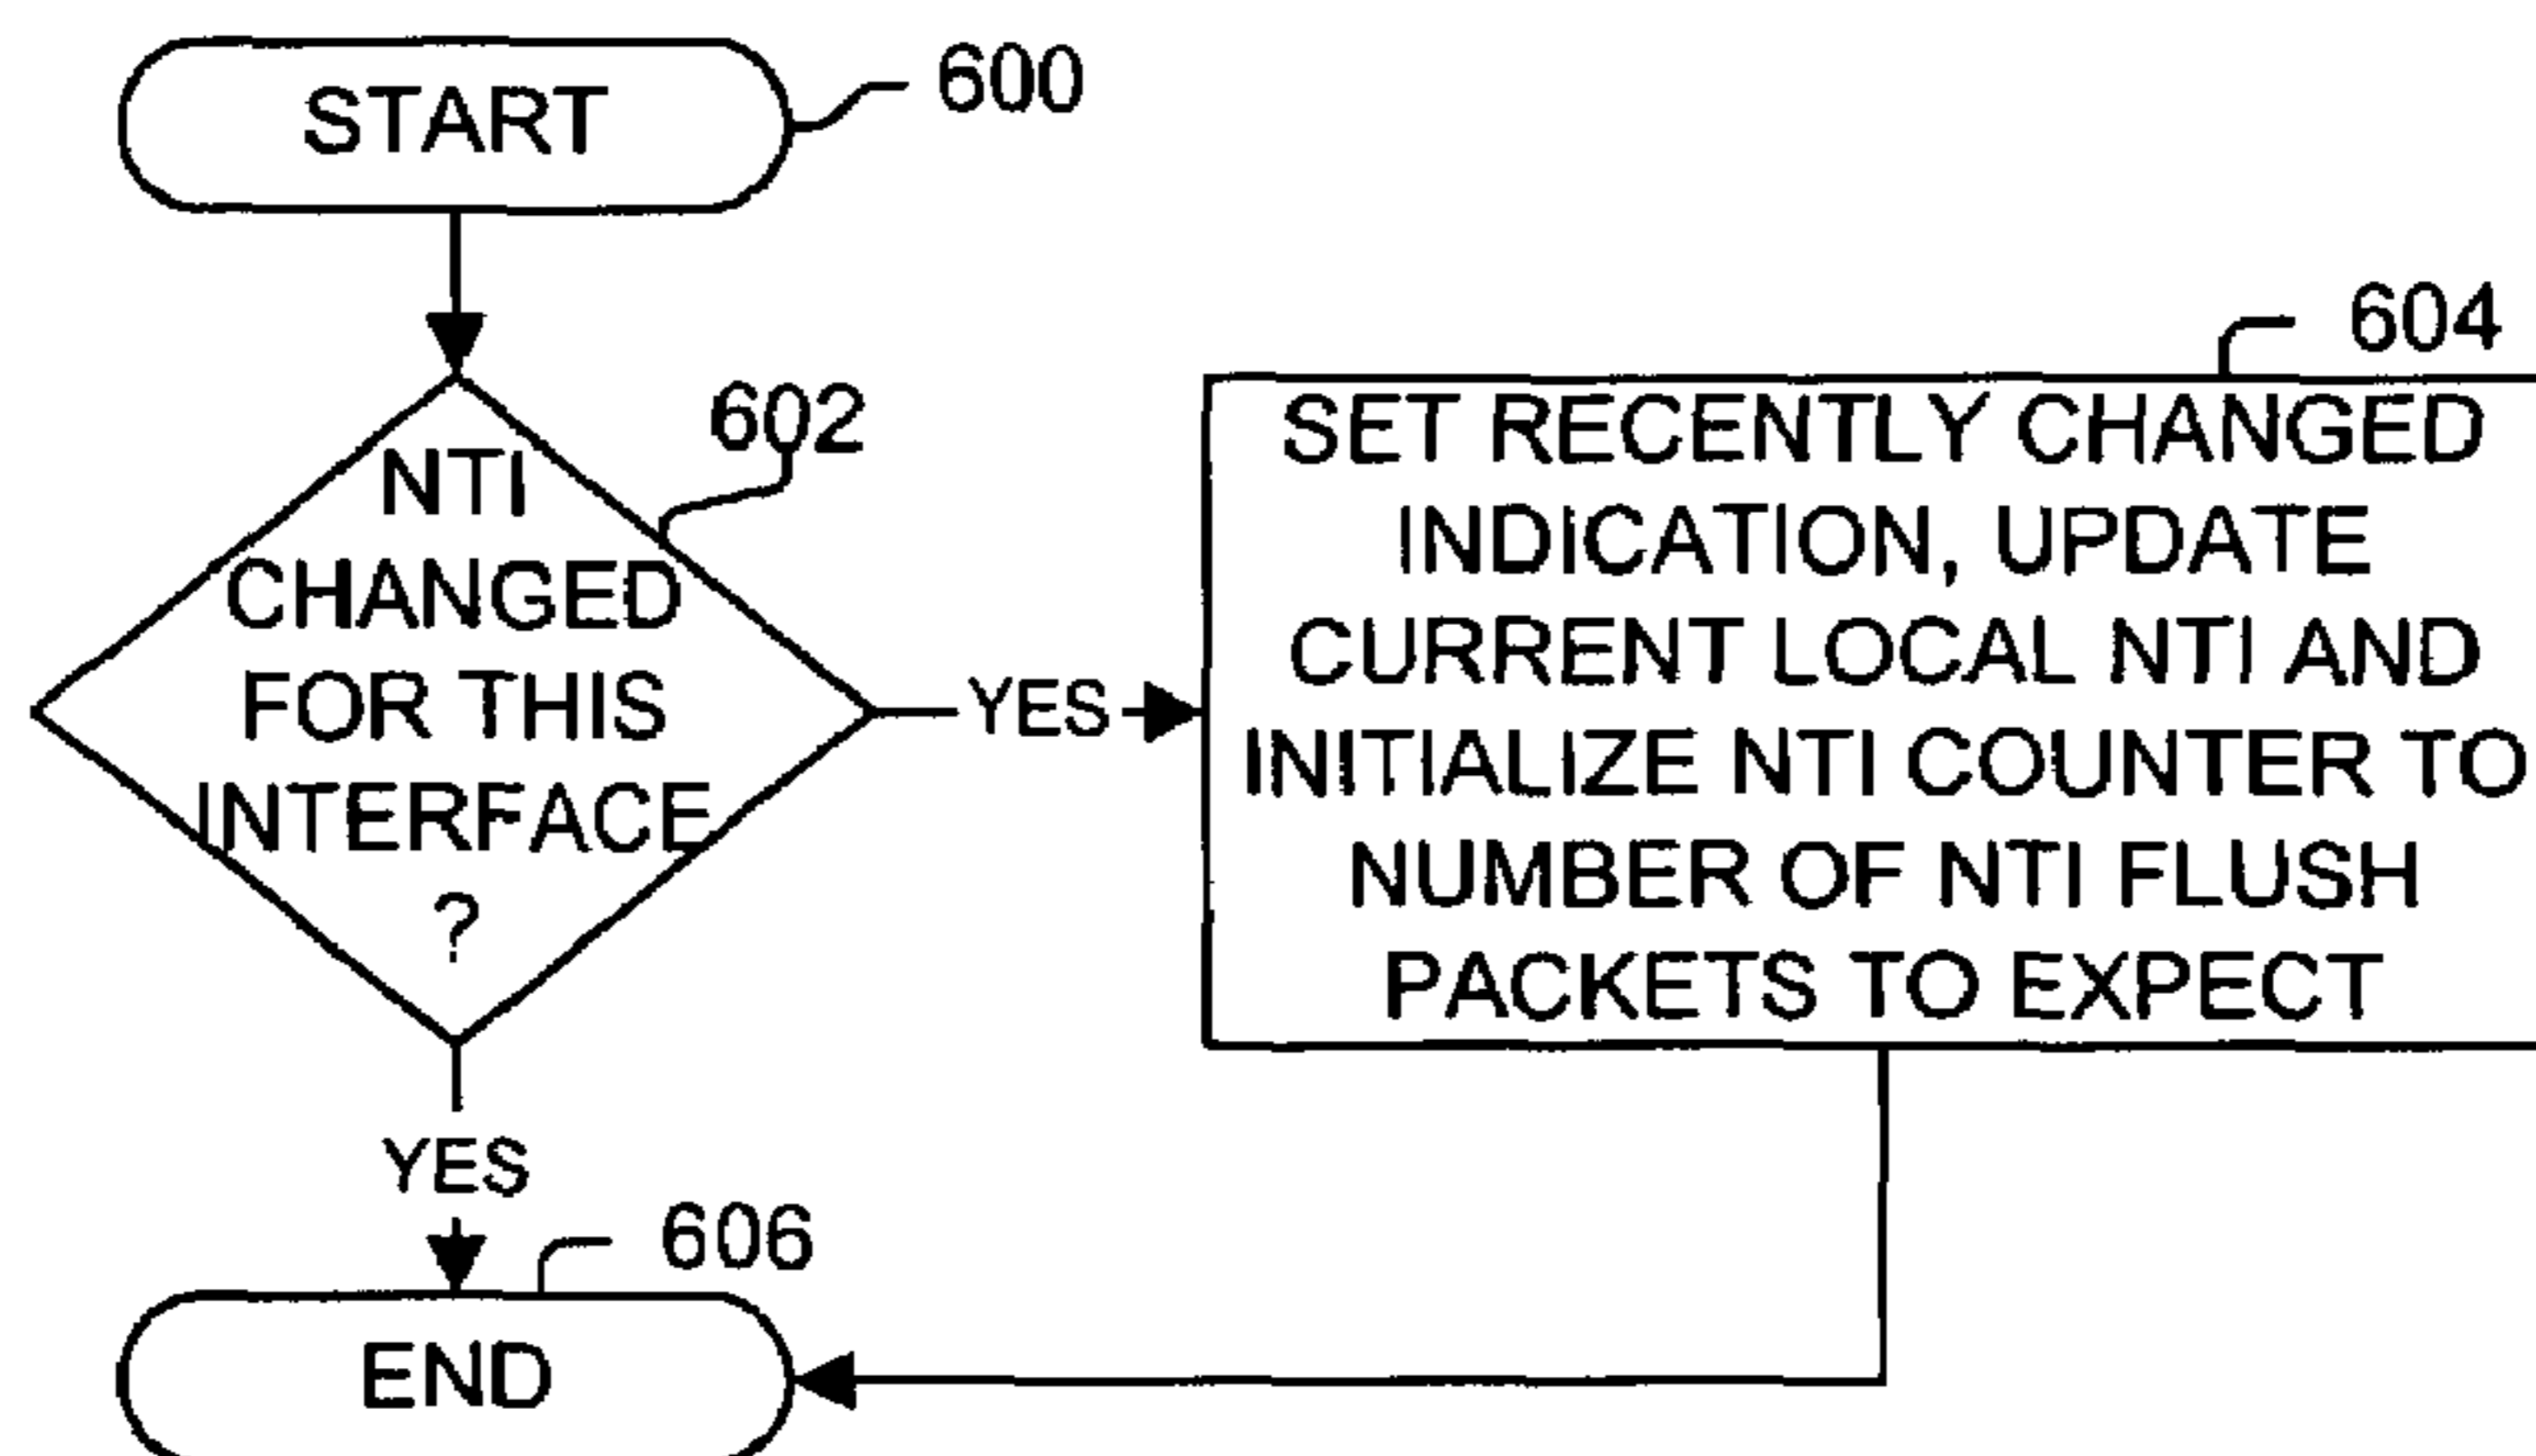 START
600
602
NTI
CHANGED
FOR THIS
INTERFACE
?
YES
604
SET RECENTLY CHANGED
INDICATION, UPDATE
CURRENT LOCAL NTI AND
INITIALIZE NTI COUNTER TO
NUMBER OF NTI FLUSH
PACKETS TO EXPECT
YES
606
END